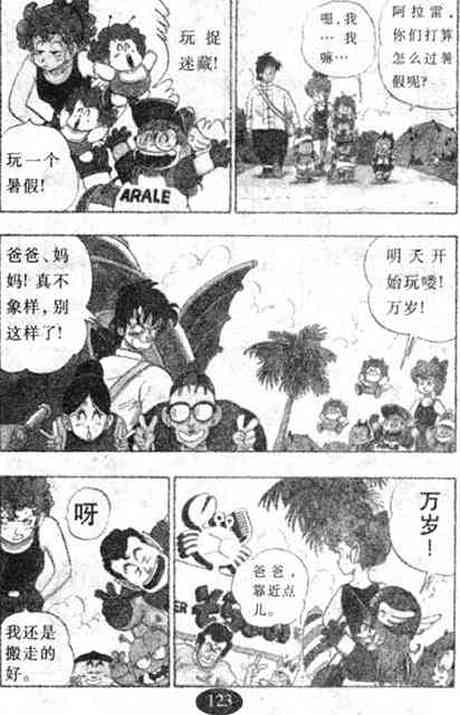 阿拉雷，
你们打算
怎么过暑
假呢?
嗯，我
…我
嘛…
玩捉
迷藏!
玩一个
暑假!
ARALE
明天开
始玩喽!
万岁!
爸爸、妈
妈! 真不
象样，别
这样了!
万岁!
爸爸，
靠近点
儿。
呀
我还是
搬走的
好。
123